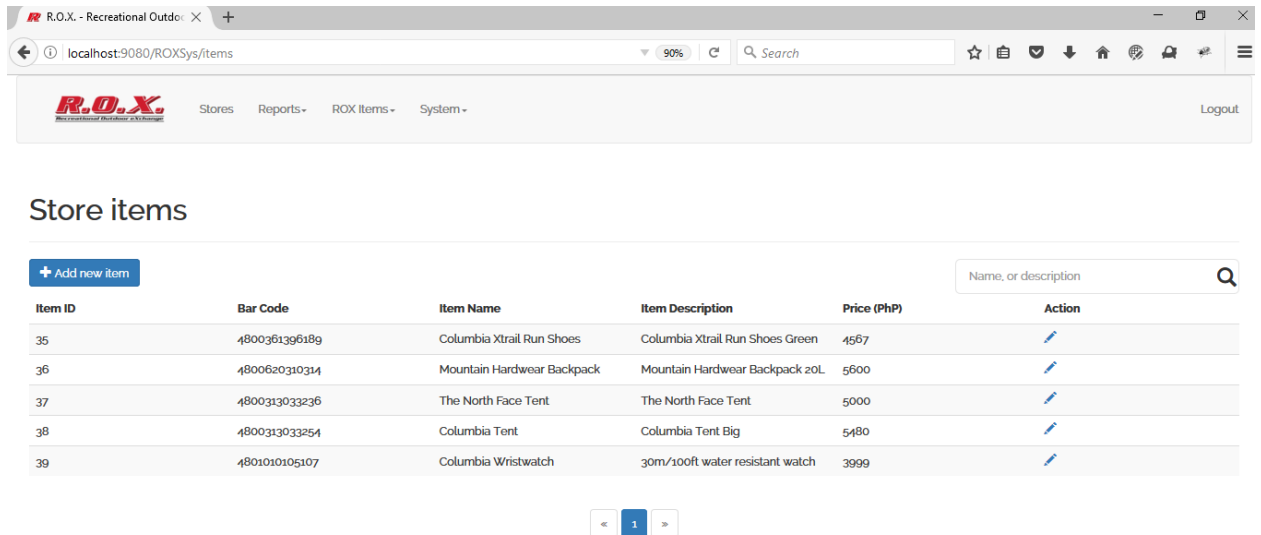 R.O.X. - Recreational Outdoo
localhost:9080/ROXSys/items 90% Search
R.O.X. Stores Reports ROX Items System Logout
Recreational Outdoor eXchange
Store items
Add new item Name, or description
Item ID Bar Code Item Name Item Description Price (PhP) Action
35 4800361396189 Columbia Xtrail Run Shoes Columbia Xtrail Run Shoes Green 4567
36 4800620310314 Mountain Hardwear Backpack Mountain Hardwear Backpack 20L 5600
37 4800313033236 The North Face Tent The North Face Tent 5000
38 4800313033254 Columbia Tent Columbia Tent Big 5480
39 4801010105107 Columbia Wristwatch 30m/100ft water resistant watch 3999
« 1 »